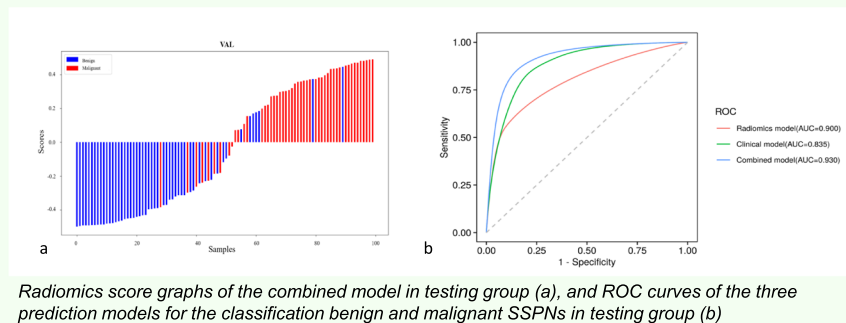 VAL
Benign
Malignant
0.4
0.2
0.0
-0.2
-0.4
Scores
0
20
40
60
80
100
Samples
a
1.00
0.75
0.50
0.25
0.00
Sensitivity
0.00
0.25
0.50
0.75
1.00
1 - Specificity
b
ROC
Radiomics model(AUC=0.900)
Clinical model(AUC=0.835)
Combined model(AUC=0.930)
Radiomics score graphs of the combined model in testing group (a), and ROC curves of the three
prediction models for the classification benign and malignant SSPNs in testing group (b)